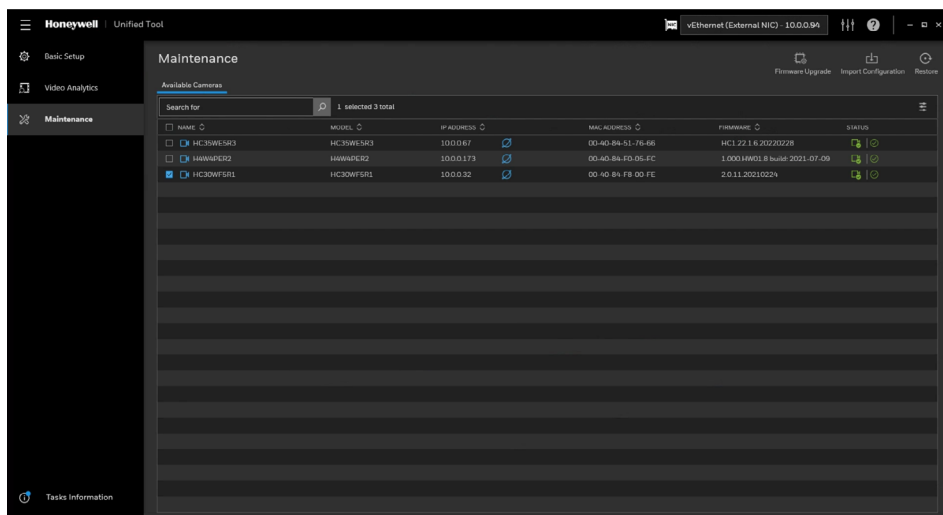 Honeywell | Unified Tool
NIC
vEthernet (External NIC) - 10.0.0.94
Basic Setup
Video Analytics
Maintenance
Maintenance
Firmware Upgrade Import Configuration Restore
Available Cameras
Search for
1 selected 3 total
NAME MODEL IP ADDRESS MAC ADDRESS FIRMWARE STATUS
HC35WE5R3 HC35WE5R3 10.0.0.67 00-40-84-51-76-66 HC1.22.1.6.20220228
H4W4PER2 H4W4PER2 10.0.0.173 00-40-84-F0-05-FC 1.000.HW01.8 build:2021-07-09
HC30WF5R1 HC30WF5R1 10.0.0.32 00-40-84-F8-00-FE 2.0.11.20210224
Tasks Information